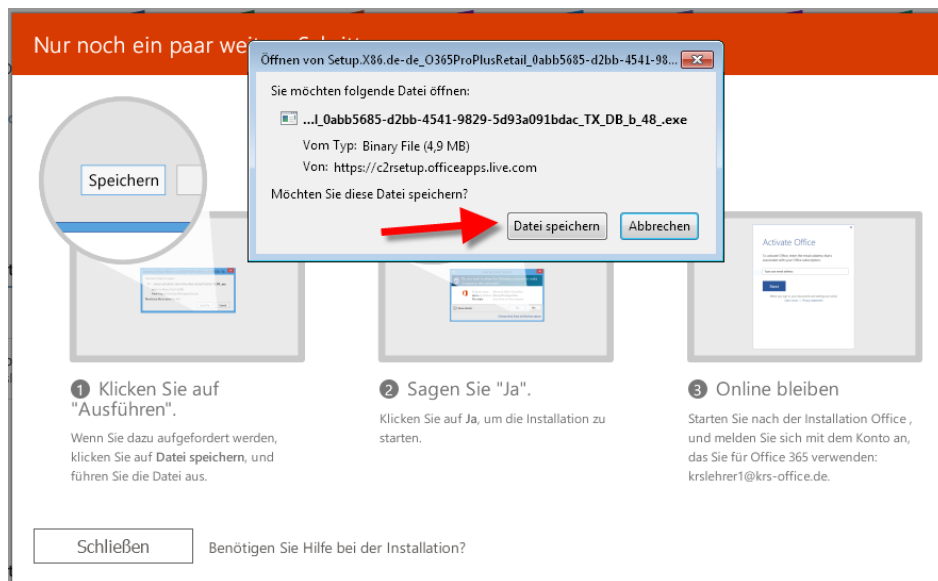 Nur noch ein paar we
Öffnen von Setup.X86.de-de_O365ProPlusRetail_0abb5685-d2bb-4541-98...
Sie möchten folgende Datei öffnen:
...l_0abb5685-d2bb-4541-9829-5d93a091bdac_TX_DB_b_48_.exe
Vom Typ: Binary File (4,9 MB)
Von: https://c2rsetup.officeapps.live.com
Möchten Sie diese Datei speichern?
Datei speichern Abbrechen
Speichern
Activate Office
1 Klicken Sie auf
"Ausführen".
Wenn Sie dazu aufgefordert werden,
klicken Sie auf Datei speichern, und
führen Sie die Datei aus.
2 Sagen Sie "Ja".
Klicken Sie auf Ja, um die Installation zu
starten.
3 Online bleiben
Starten Sie nach der Installation Office ,
und melden Sie sich mit dem Konto an,
das Sie für Office 365 verwenden:
krslehrer1@krs-office.de.
Schließen Benötigen Sie Hilfe bei der Installation?